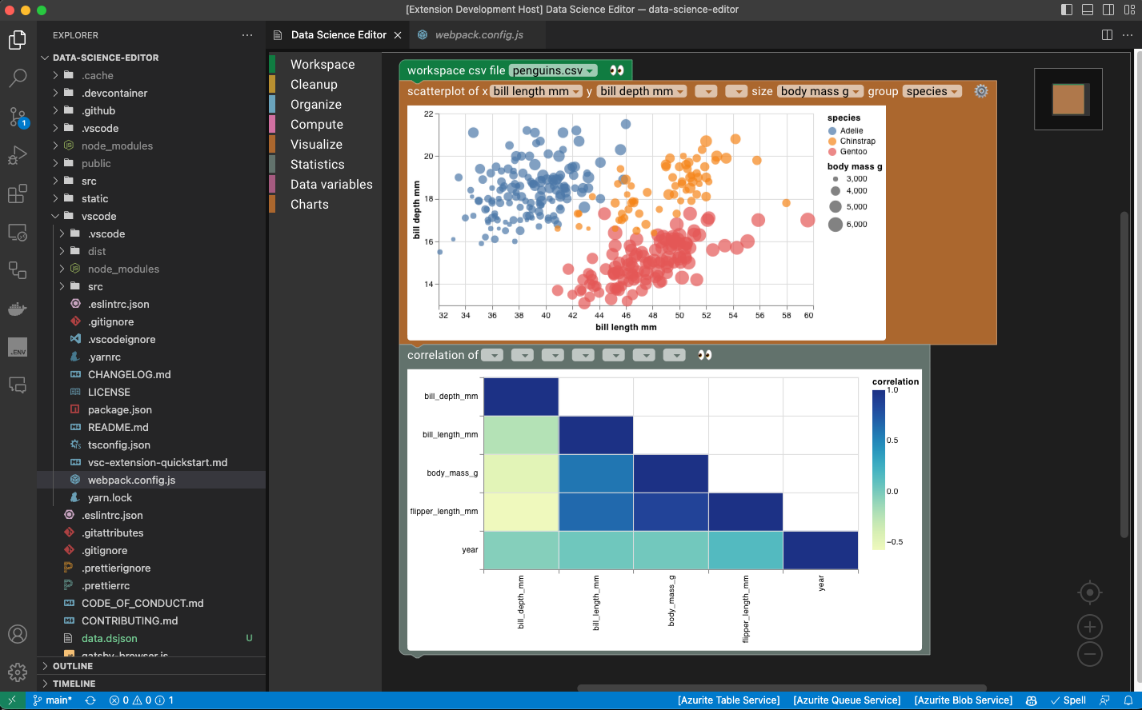 [Extension Development Host] Data Science Editor — data-science-editor
EXPLORER
DATA-SCIENCE-EDITOR
.cache
.devcontainer
.github
.vscode
node_modules
public
src
static
vscode
.vscode
dist
node_modules
src
.eslintrc.json
.gitignore
.vscodeignore
.yarnrc
CHANGELOG.md
LICENSE
package.json
README.md
tsconfig.json
vsc-extension-quickstart.md
webpack.config.js
yarn.lock
.eslintrc.json
.gitattributes
.gitignore
.prettierignore
.prettierrc
CODE_OF_CONDUCT.md
CONTRIBUTING.md
data.dsjson U
gatsby-browser.js
OUTLINE
TIMELINE
1
.ENV
Data Science Editor
webpack.config.js
Workspace
Cleanup
Organize
Compute
Visualize
Statistics
Data variables
Charts
workspace csv file penguins.csv
scatterplot of x bill length mm y bill depth mm size body mass g group species
22
20
18
16
14
bill depth mm
32 34 36 38 40 42 44 46 48 50 52 54 56 58 60
bill length mm
species
Adelie
Chinstrap
Gentoo
body mass g
3,000
4,000
5,000
6,000
correlation of
bill_depth_mm
bill_length_mm
body_mass_g
flipper_length_mm
year
bill_depth_mm
bill_length_mm
body_mass_g
flipper_length_mm
year
correlation
1.0
0.5
0.0
−0.5
main* 0 0 1 [Azurite Table Service] [Azurite Queue Service] [Azurite Blob Service] Spell